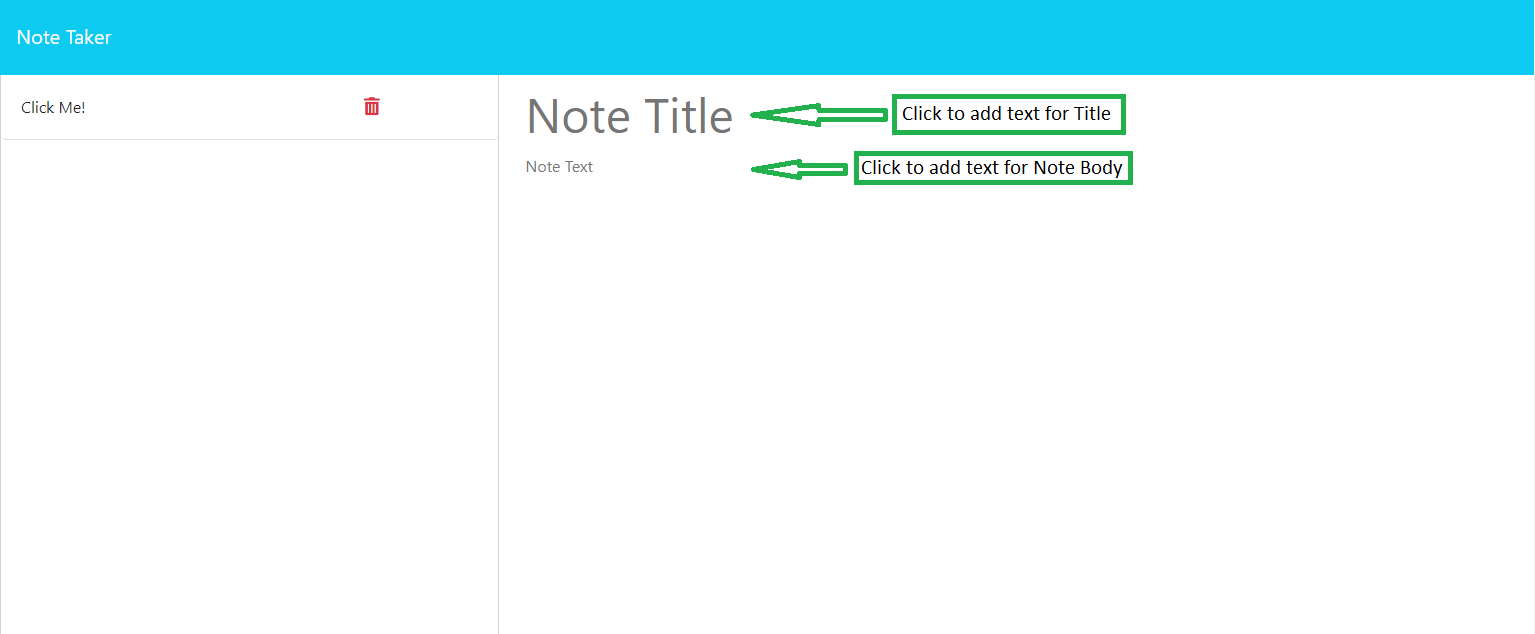 Note Taker
Click Me!
Note Title
Click to add text for Title
Note Text
Click to add text for Note Body